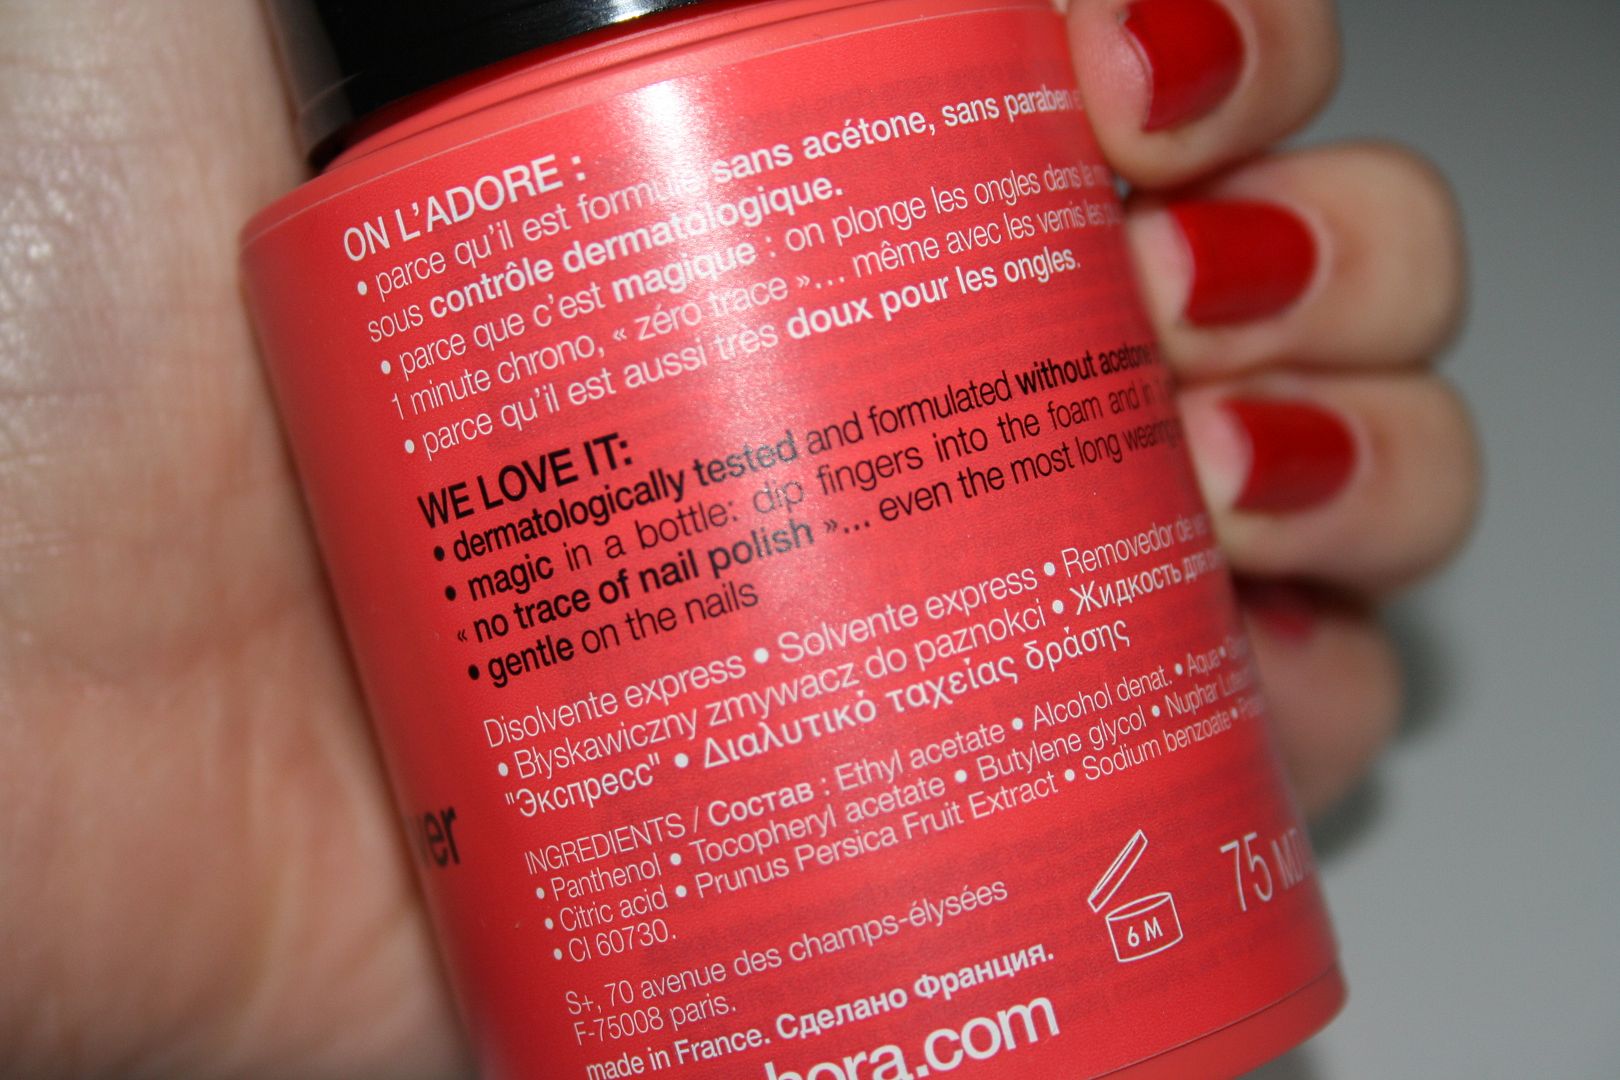 ON L'ADORE :
• parce qu'il est formulé sans acétone, sans paraben
sous contrôle dermatologique.
• parce que c'est magique : on plonge les ongles dans la
1 minute chrono, « zéro trace »... même avec les vernis les
• parce qu'il est aussi très doux pour les ongles.
WE LOVE IT:
• dermatologically tested and formulated without acetone
• magic in a bottle: dip fingers into the foam and in
« no trace of nail polish »... even the most long wearing
• gentle on the nails
Disolvente express • Solvente express • Removedor de
• Błyskawiczny zmywacz do paznokci • Жидкость для
"Экспресс" • Διαλυτικό ταχείας δράσης
INGREDIENTS / Состав : Ethyl acetate • Alcohol denat. • Aqua •
• Panthenol • Tocopheryl acetate • Butylene glycol • Nuphar
• Citric acid • Prunus Persica Fruit Extract • Sodium benzoate •
• CI 60730.
S+, 70 avenue des champs-élysées
F-75008 paris.
made in France. Сделано Франция.
hora.com
6 M
75 МЛ
ver